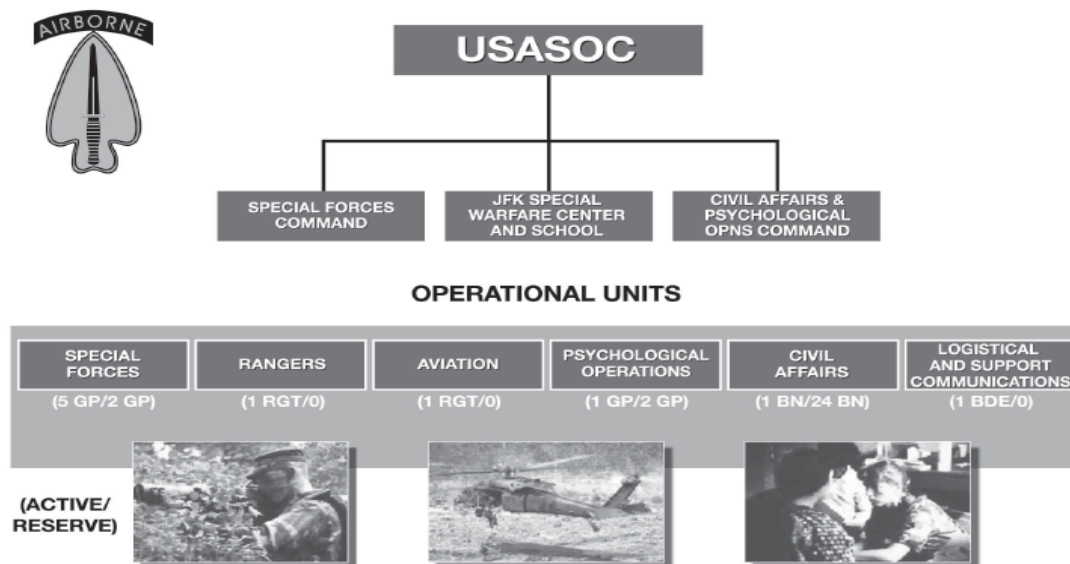 AIRBORNE
USASOC
SPECIAL FORCES
COMMAND
JFK SPECIAL
WARFARE CENTER
AND SCHOOL
CIVIL AFFAIRS &
PSYCHOLOGICAL
OPNS COMMAND
OPERATIONAL UNITS
SPECIAL
FORCES
(5 GP/2 GP)
RANGERS
(1 RGT/0)
AVIATION
(1 RGT/0)
PSYCHOLOGICAL
OPERATIONS
(1 GP/2 GP)
CIVIL
AFFAIRS
(1 BN/24 BN)
LOGISTICAL
AND SUPPORT
COMMUNICATIONS
(1 BDE/0)
(ACTIVE/
RESERVE)